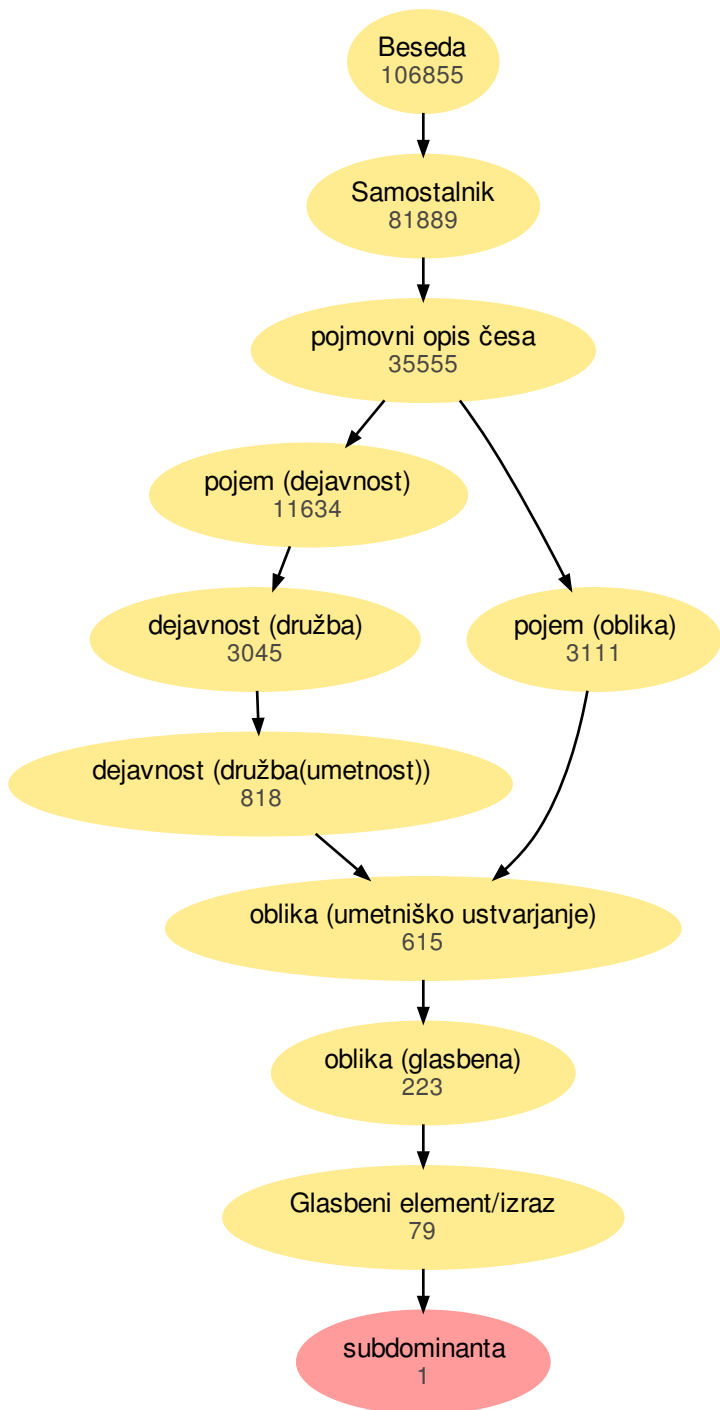 Beseda
106855
Samostalnik
81889
pojmovni opis česa
35555
pojem (dejavnost)
11634
dejavnost (družba)
3045
pojem (oblika)
3111
dejavnost (družba(umetnost))
818
oblika (umetniško ustvarjanje)
615
oblika (glasbena)
223
Glasbeni element/izraz
79
subdominanta
1